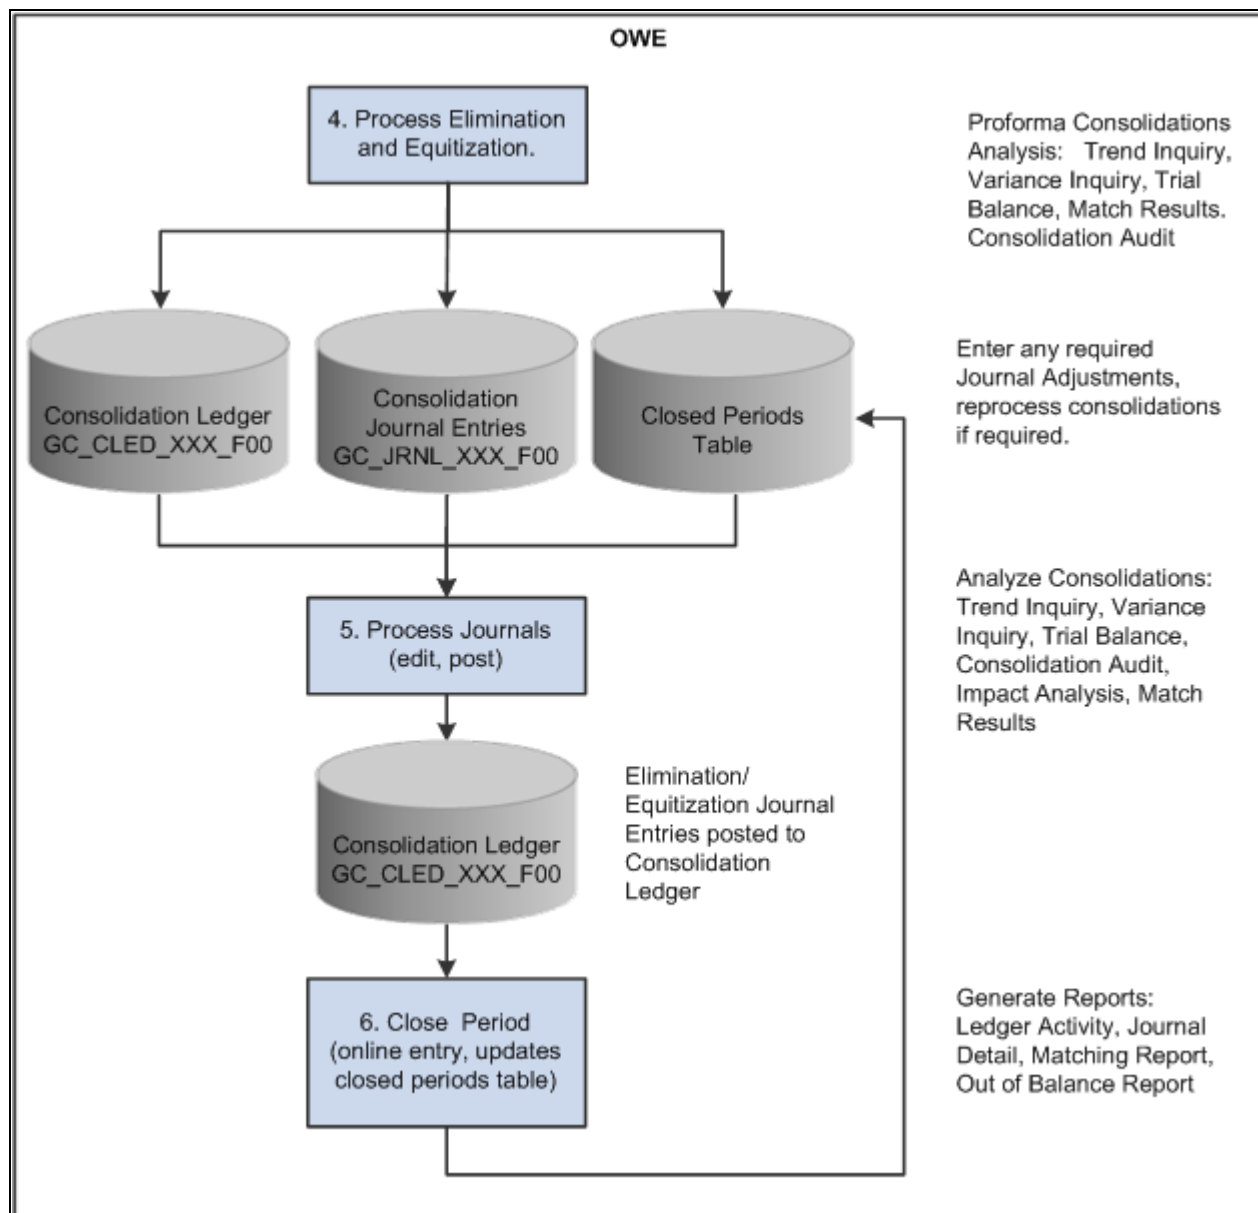 OWE
4. Process Elimination
and Equitization.
Proforma Consolidations
Analysis:   Trend Inquiry,
Variance Inquiry, Trial
Balance, Match Results.
Consolidation Audit
Consolidation Ledger
GC_CLED_XXX_F00
Consolidation
Journal Entries
GC_JRNL_XXX_F00
Closed Periods
Table
Enter any required
Journal Adjustments,
reprocess consolidations
if required.
5. Process Journals
(edit, post)
Analyze Consolidations:
Trend Inquiry, Variance
Inquiry, Trial Balance,
Consolidation Audit,
Impact Analysis, Match
Results
Consolidation Ledger
GC_CLED_XXX_F00
Elimination/
Equitization Journal
Entries posted to
Consolidation
Ledger
6. Close  Period
(online entry, updates
closed periods table)
Generate Reports:
Ledger Activity, Journal
Detail, Matching Report,
Out of Balance Report